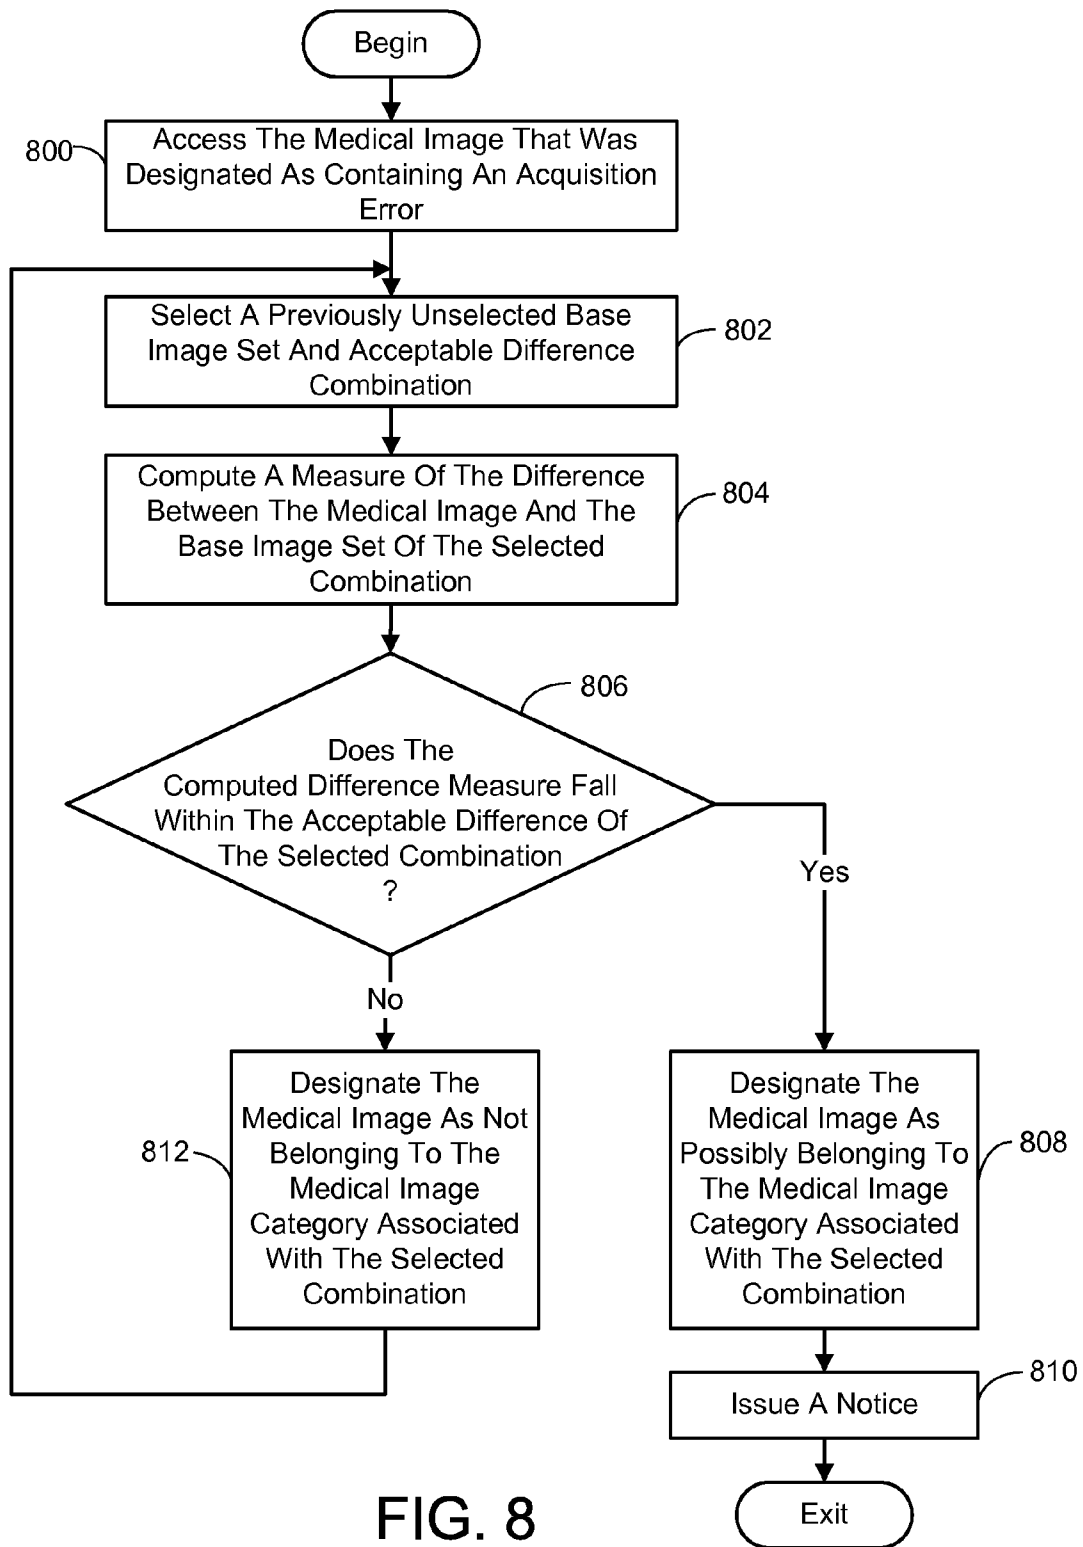 Begin
800
Access The Medical Image That Was
Designated As Containing An Acquisition
Error
Select A Previously Unselected Base
Image Set And Acceptable Difference
Combination
802
Compute A Measure Of The Difference
Between The Medical Image And The
Base Image Set Of The Selected
Combination
804
806
Does The
Computed Difference Measure Fall
Within The Acceptable Difference Of
The Selected Combination
?
Yes
No
812
Designate The
Medical Image As Not
Belonging To The
Medical Image
Category Associated
With The Selected
Combination
Designate The
Medical Image As
Possibly Belonging To
The Medical Image
Category Associated
With The Selected
Combination
808
Issue A Notice
810
Exit
FIG. 8